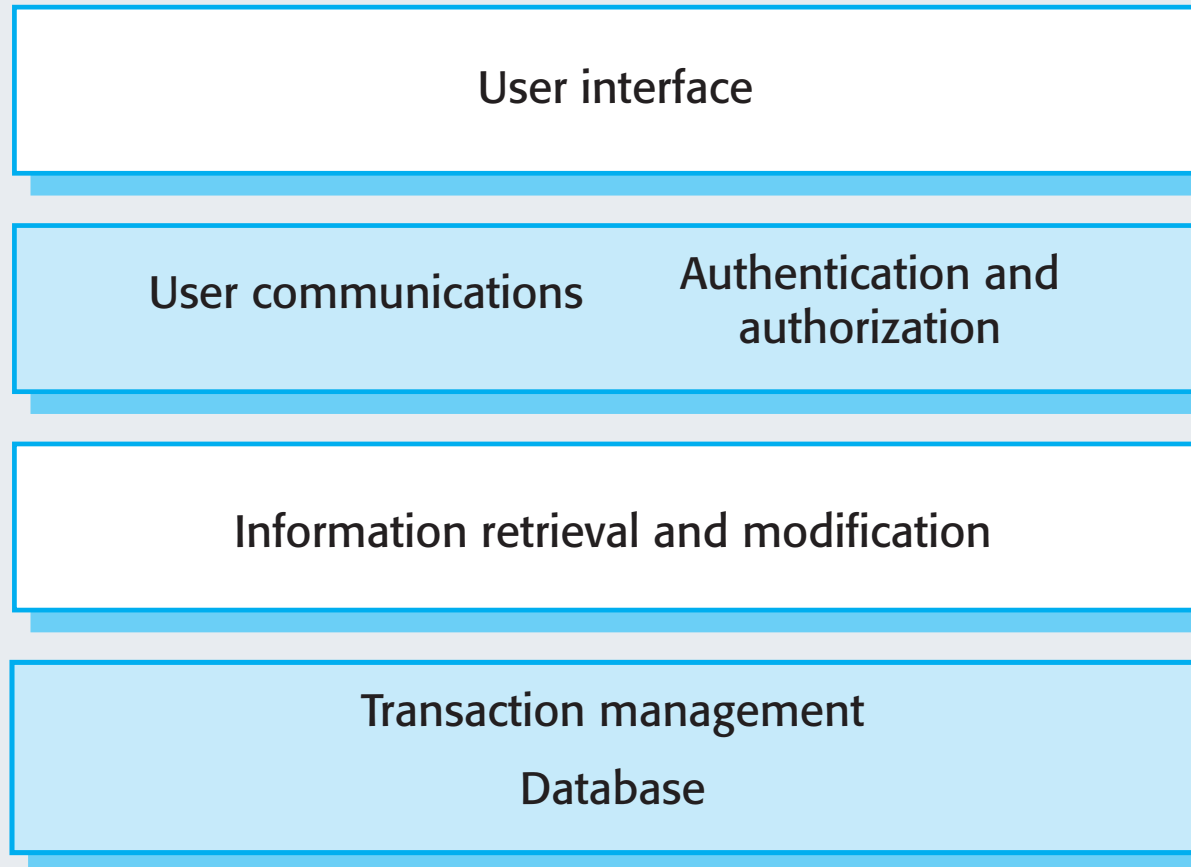 User interface
User communications
Authentication and
authorization
Information retrieval and modification
Transaction management
Database